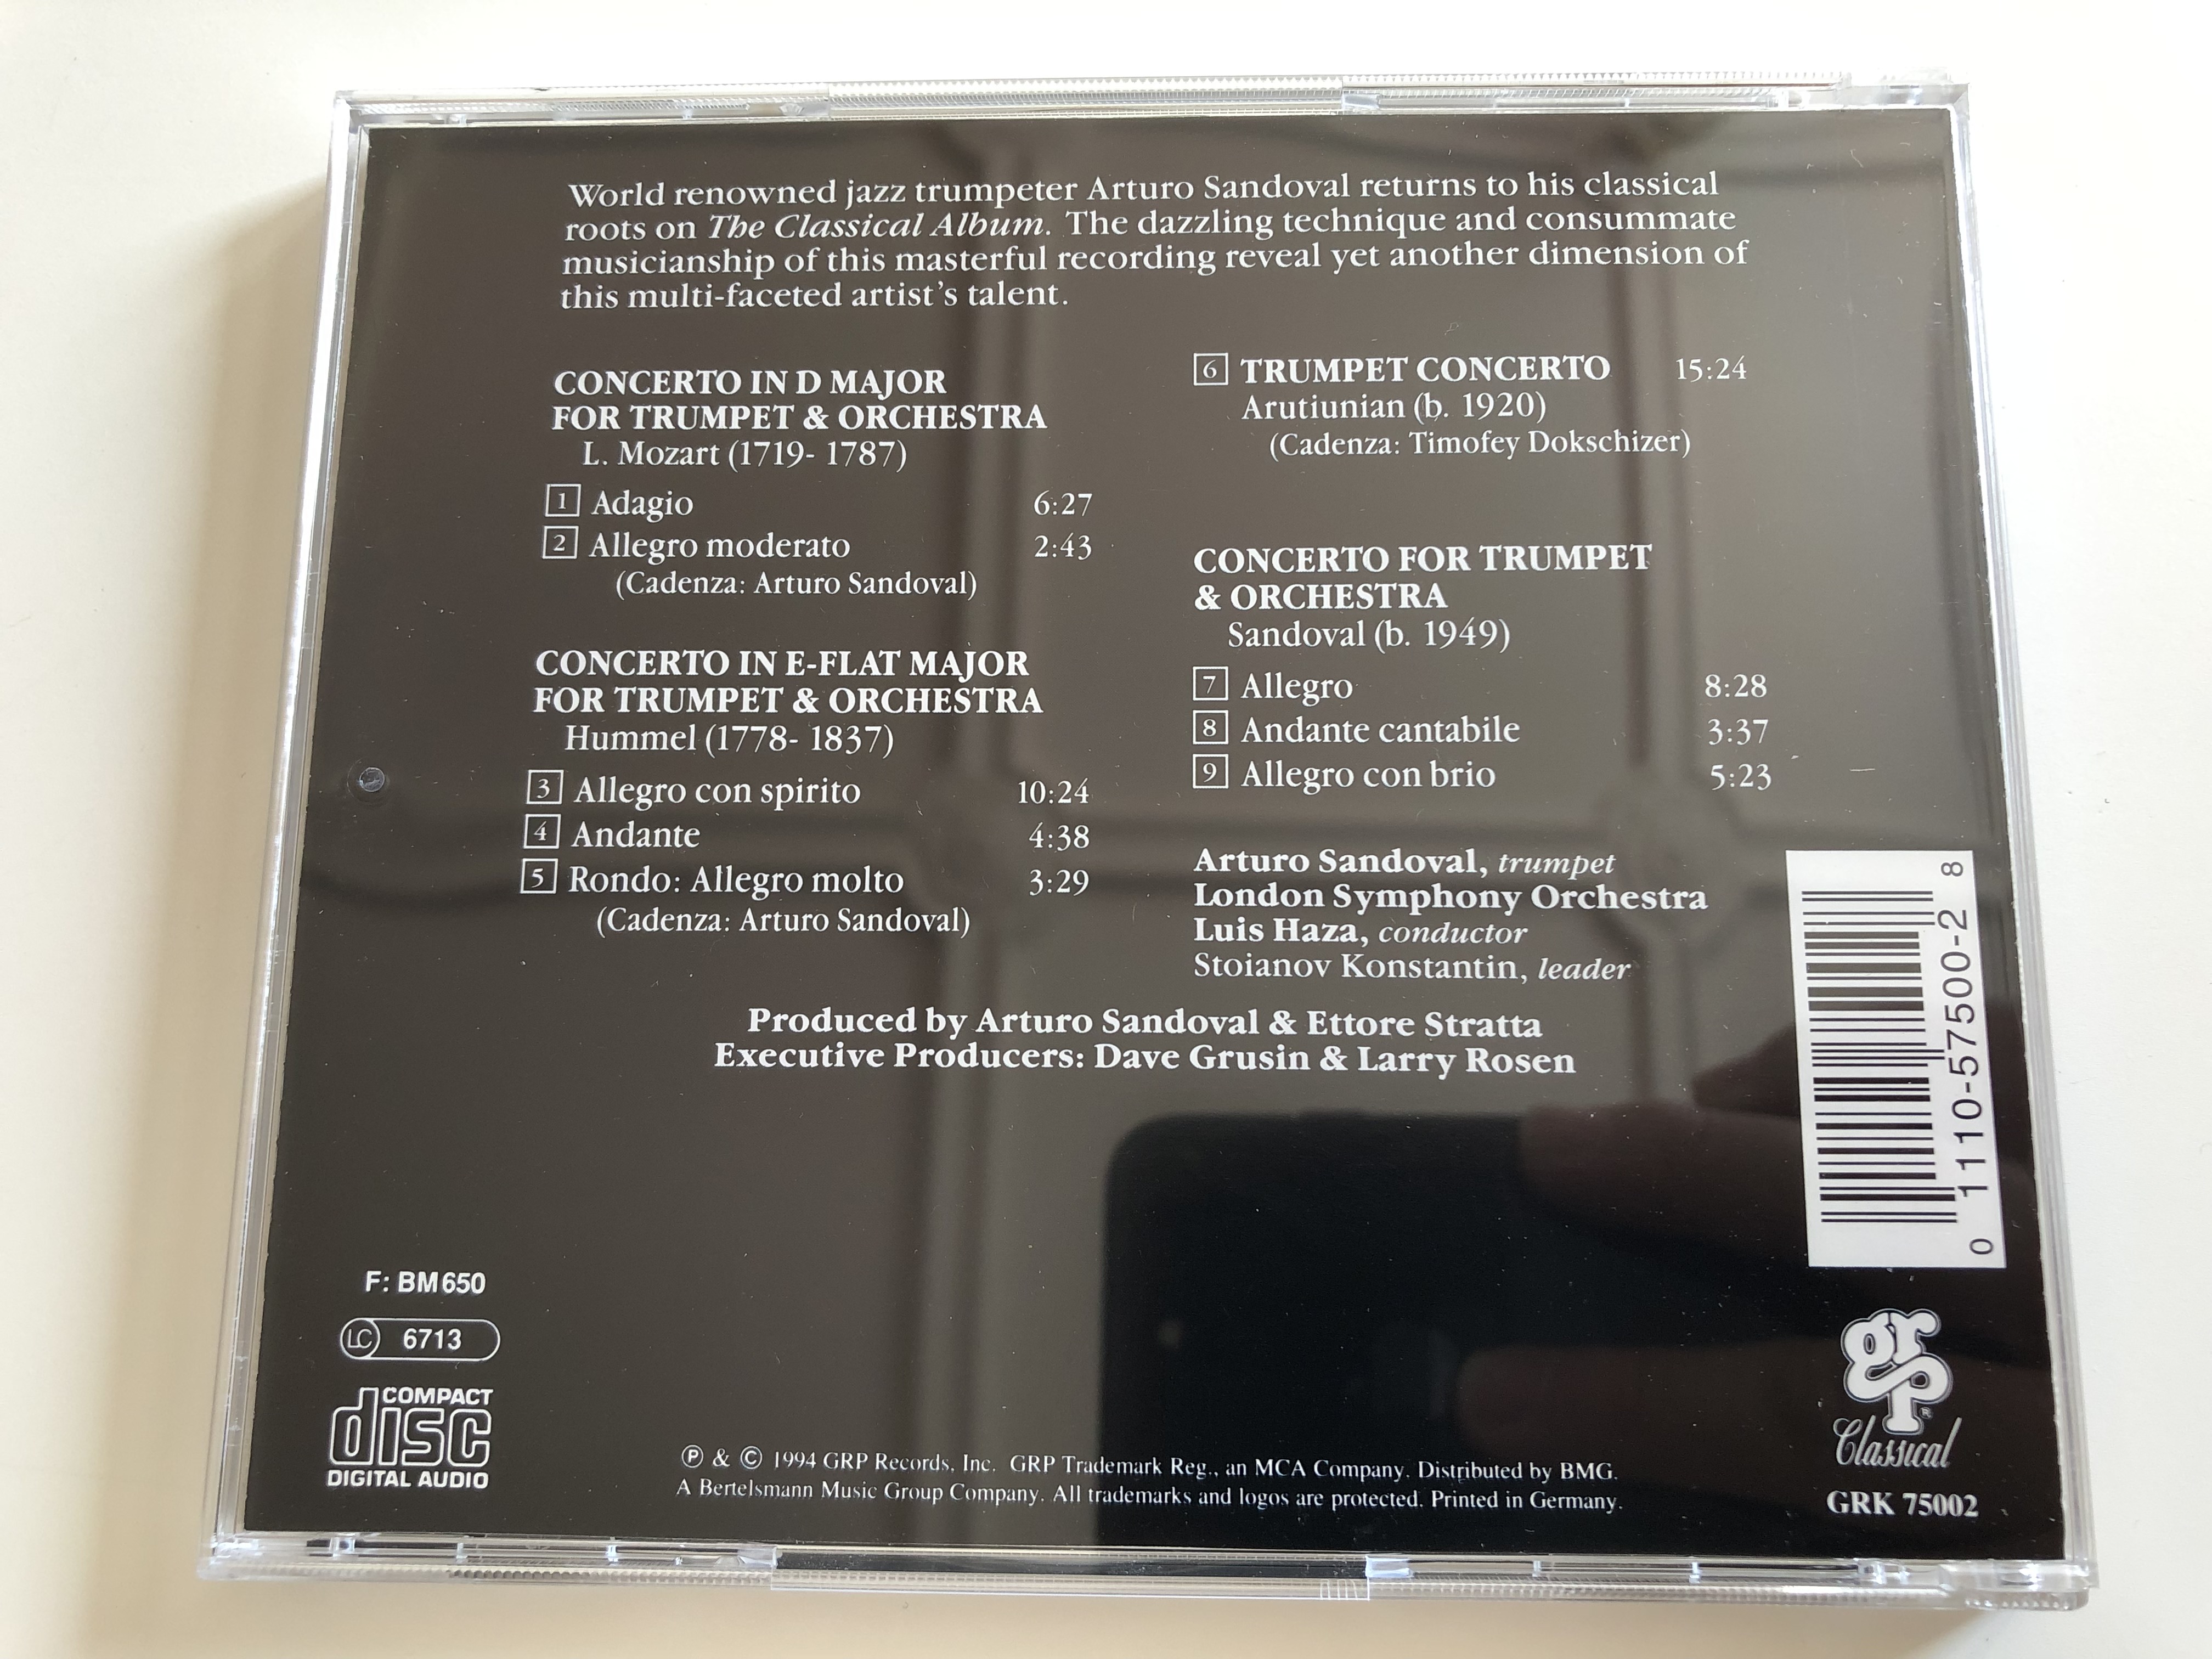 World renowned jazz trumpeter Arturo Sandoval returns to his classical
roots on The Classical Album. The dazzling technique and consummate
musicianship of this masterful recording reveal yet another dimension of
this multi-faceted artist's talent.
CONCERTO IN D MAJOR
FOR TRUMPET & ORCHESTRA
L. Mozart (1719- 1787)
1 Adagio 6:27
2 Allegro moderato 2:43
(Cadenza: Arturo Sandoval)
CONCERTO IN E-FLAT MAJOR
FOR TRUMPET & ORCHESTRA
Hummel (1778- 1837)
3 Allegro con spirito 10:24
4 Andante 4:38
5 Rondo: Allegro molto 3:29
(Cadenza: Arturo Sandoval)
6 TRUMPET CONCERTO 15:24
Arutiunian (b. 1920)
(Cadenza: Timofey Dokschizer)
CONCERTO FOR TRUMPET
& ORCHESTRA
Sandoval (b. 1949)
7 Allegro 8:28
8 Andante cantabile 3:37
9 Allegro con brio 5:23
Arturo Sandoval, trumpet
London Symphony Orchestra
Luis Haza, conductor
Stoianov Konstantin, leader
Produced by Arturo Sandoval & Ettore Stratta
Executive Producers: Dave Grusin & Larry Rosen
0 1110-57500-2 8
F: BM650
LC 6713
COMPACT
disc
DIGITAL AUDIO
℗ & © 1994 GRP Records, Inc. GRP Trademark Reg., an MCA Company. Distributed by BMG.
A Bertelsmann Music Group Company. All trademarks and logos are protected. Printed in Germany.
grp®
Classical
GRK 75002